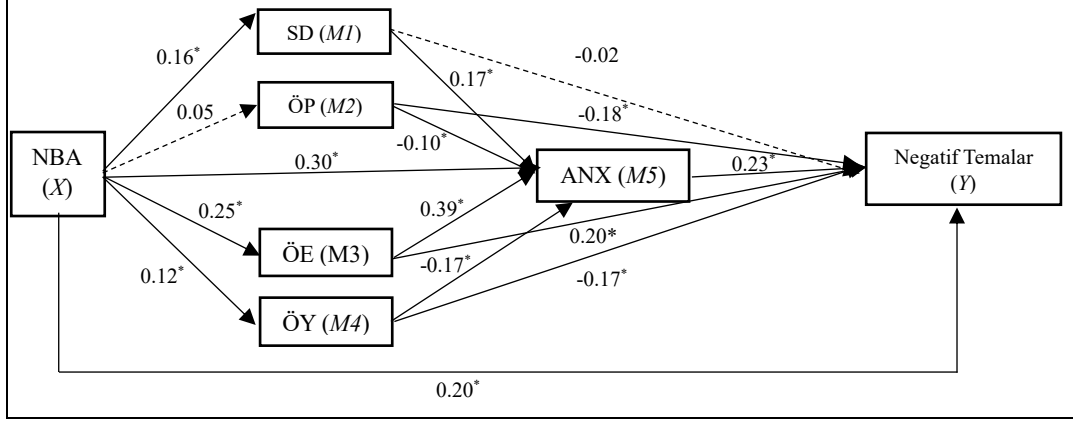 SD (M1)
-0.02
0.16*
0.17*
0.05
ÖP (M2)
-0.18*
-0.10*
NBA
(X)
0.30*
ANX (M5)
0.23*
Negatif Temalar
(Y)
0.25*
0.39*
0.20*
ÖE (M3)
-0.17*
0.12*
-0.17*
ÖY (M4)
0.20*